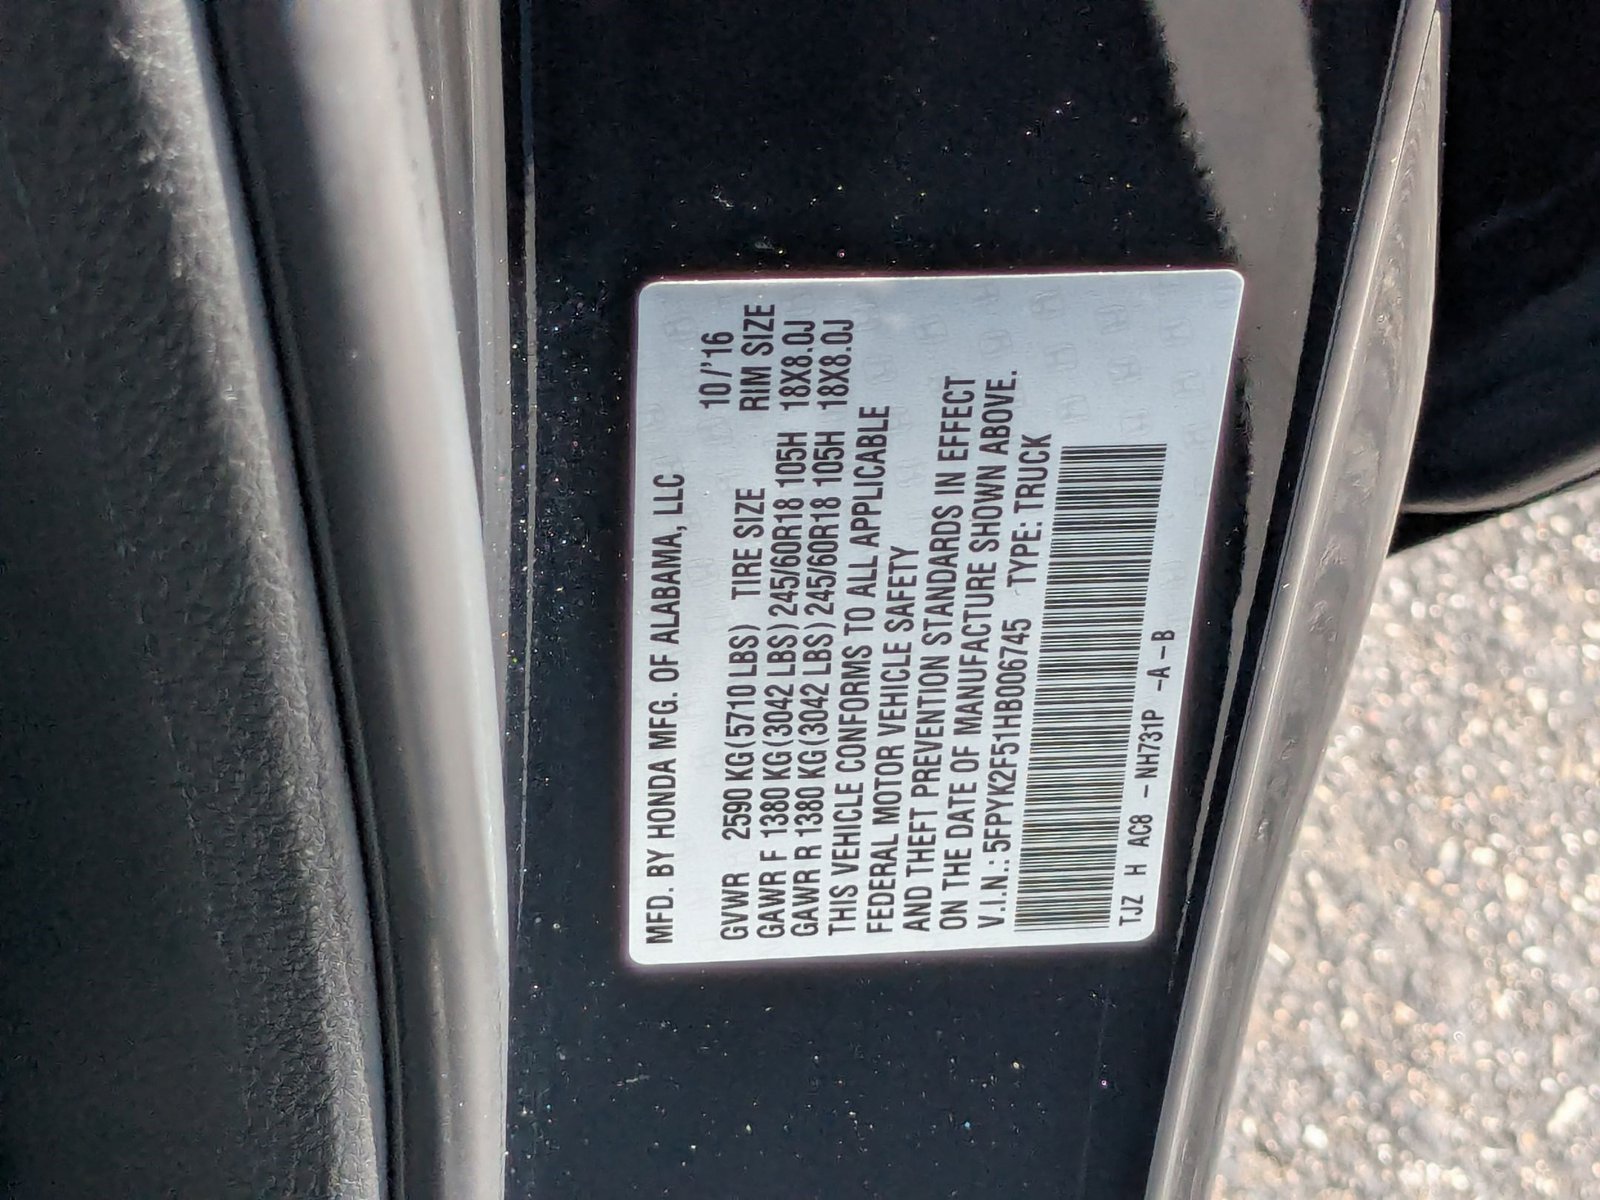 MFD. BY HONDA MFG. OF ALABAMA, LLC
10/'16
GVWR 2590 KG(5710 LBS) TIRE SIZE RIM SIZE
GAWR F 1380 KG(3042 LBS) 245/60R18 105H 18X8.0J
GAWR R 1380 KG(3042 LBS) 245/60R18 105H 18X8.0J
THIS VEHICLE CONFORMS TO ALL APPLICABLE
FEDERAL MOTOR VEHICLE SAFETY
AND THEFT PREVENTION STANDARDS IN EFFECT
ON THE DATE OF MANUFACTURE SHOWN ABOVE.
V.I.N.: 5FPYK2F51HB006745 TYPE: TRUCK
TJZ H AC8 -NH731P -A-B